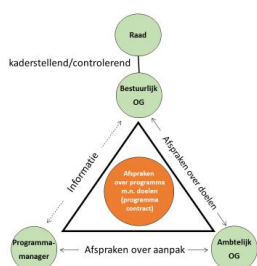 Raad
kaderstellend/controlerend
Bestuurlijk
OG
Informatie
Afspraken over doelen
Afspraken
over programma
m.n. doelen
(programma
contract)
Programma-
manager
Afspraken over aanpak
Ambtelijk
OG